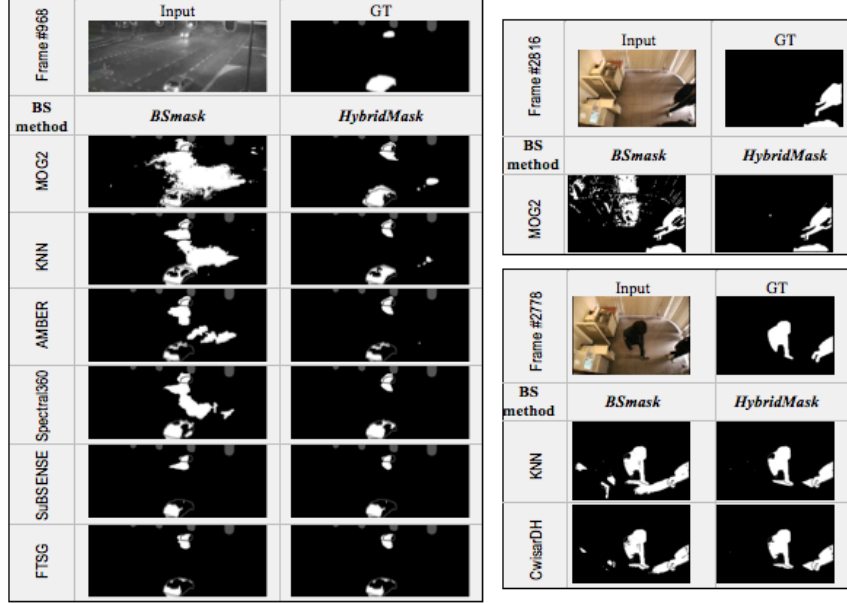 Frame #968
Input
GT
BS method
BSmask
HybridMask
MOG2
KNN
AMBER
Spectral360
SuBSENSE
FTSG
Frame #2816
Input
GT
BS method
BSmask
HybridMask
MOG2
Frame #2778
Input
GT
BS method
BSmask
HybridMask
KNN
CwisarDH